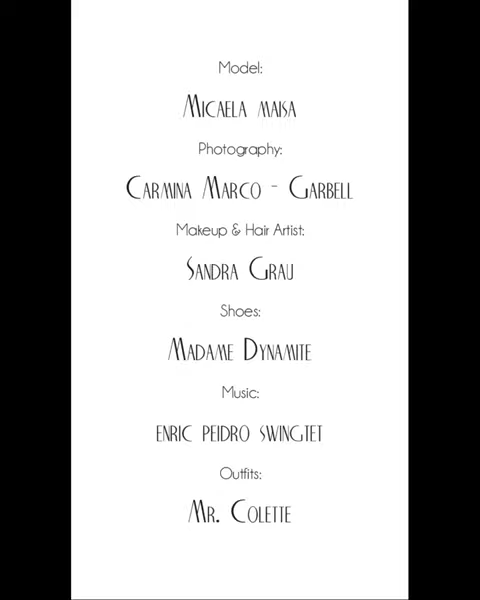 Model:
Micaela maisa
Photography:
Carmina Marco - Garbell
Makeup & Hair Artist:
Sandra Grau
Shoes:
Madame Dynamite
Music:
enric peidro swingtet
Outfits:
Mr. Colette